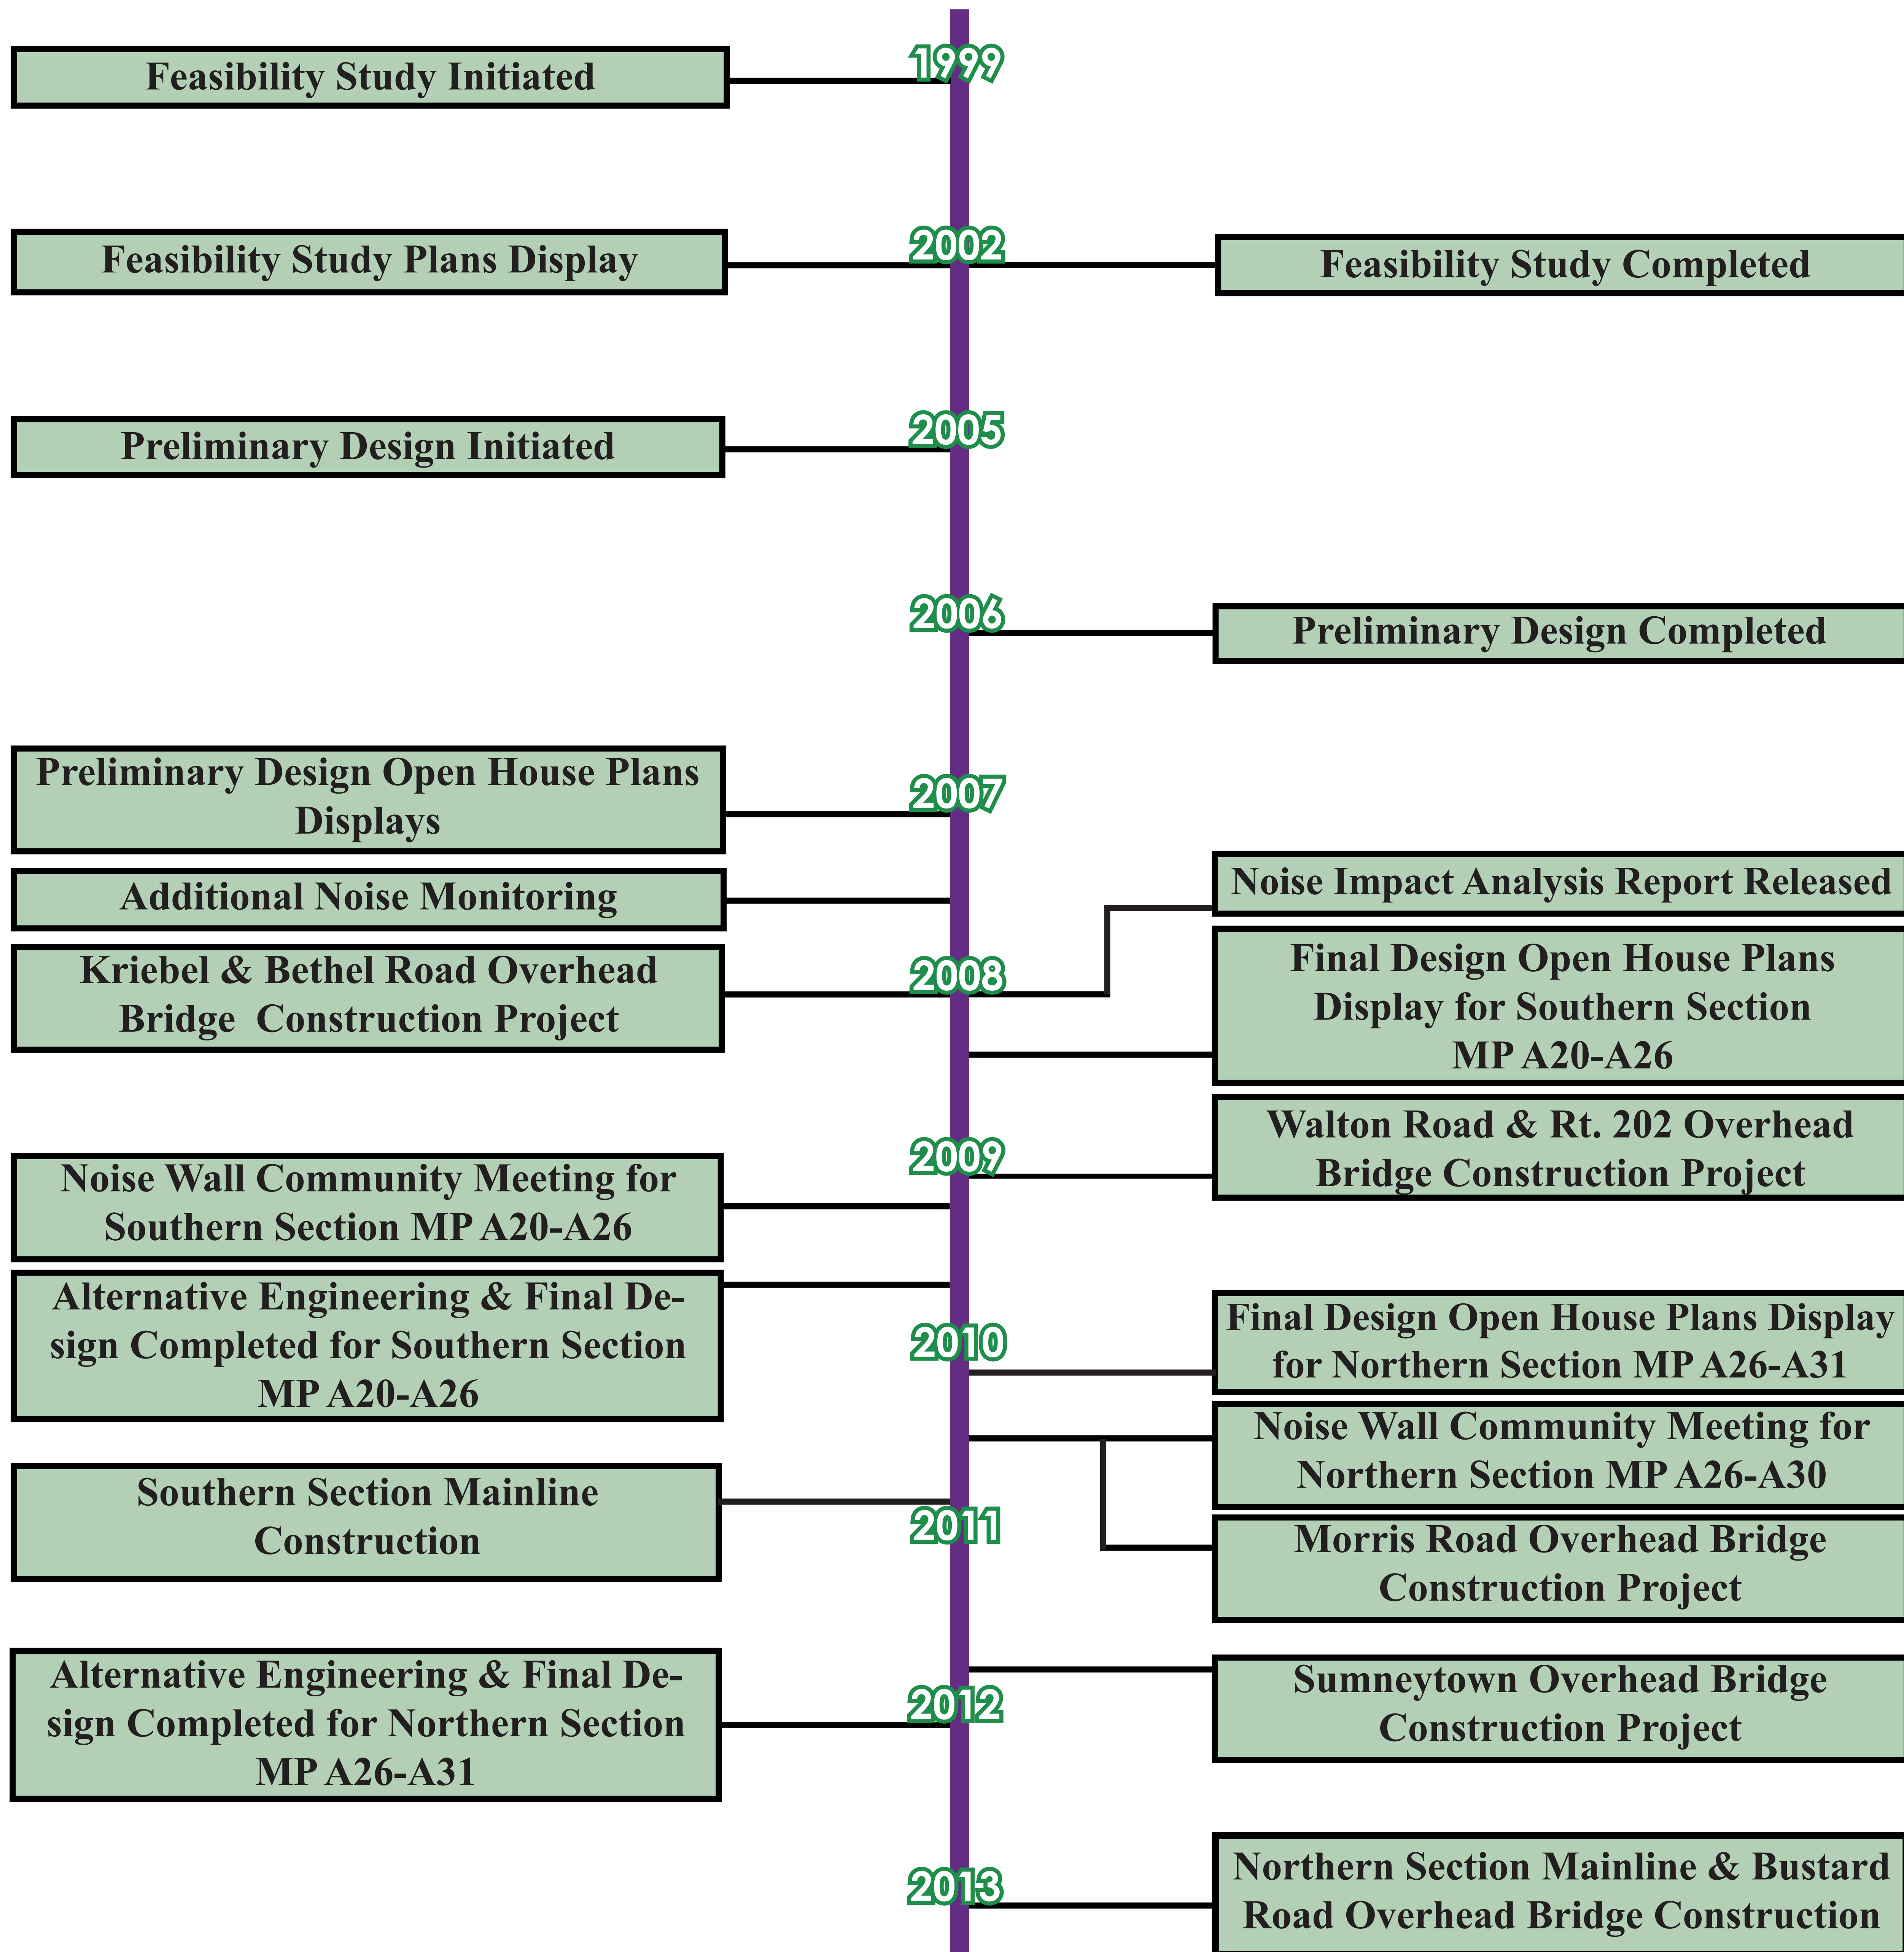 1999
Feasibility Study Initiated
2002
Feasibility Study Plans Display
Feasibility Study Completed
2005
Preliminary Design Initiated
2006
Preliminary Design Completed
2007
Preliminary Design Open House Plans
Displays
Additional Noise Monitoring
2008
Kriebel & Bethel Road Overhead
Bridge Construction Project
Noise Impact Analysis Report Released
Final Design Open House Plans
Display for Southern Section
MP A20-A26
2009
Walton Road & Rt. 202 Overhead
Bridge Construction Project
Noise Wall Community Meeting for
Southern Section MP A20-A26
Alternative Engineering & Final De-
sign Completed for Southern Section
MP A20-A26
2010
Final Design Open House Plans Display
for Northern Section MP A26-A31
Noise Wall Community Meeting for
Northern Section MP A26-A30
Morris Road Overhead Bridge
Construction Project
Southern Section Mainline
Construction
2011
Sumneytown Overhead Bridge
Construction Project
2012
Alternative Engineering & Final De-
sign Completed for Northern Section
MP A26-A31
2013
Northern Section Mainline & Bustard
Road Overhead Bridge Construction